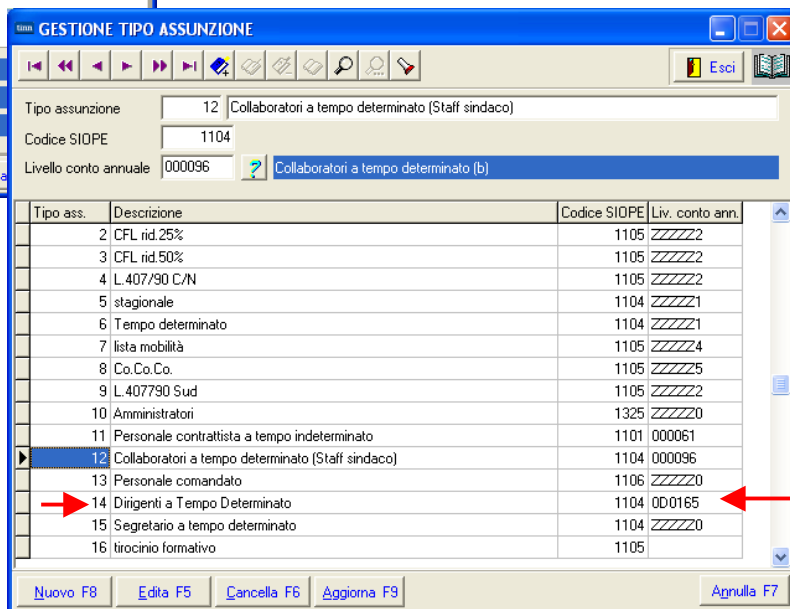 tinn GESTIONE TIPO ASSUNZIONE
Esci
Tipo assunzione 12 Collaboratori a tempo determinato (Staff sindaco)
Codice SIOPE 1104
Livello conto annuale 000096 ? Collaboratori a tempo determinato (b)
a
Tipo ass. Descrizione Codice SIOPE Liv. conto ann.
2 CFL rid.25% 1105 ZZZZZ2
3 CFL rid.50% 1105 ZZZZZ2
4 L.407/90 C/N 1105 ZZZZZ2
5 stagionale 1104 ZZZZZ1
6 Tempo determinato 1104 ZZZZZ1
7 lista mobilità 1105 ZZZZZ4
8 Co.Co.Co. 1105 ZZZZZ5
9 L.407790 Sud 1105 ZZZZZ2
10 Amministratori 1325 ZZZZZ0
11 Personale contrattista a tempo indeterminato 1101 000061
12 Collaboratori a tempo determinato (Staff sindaco) 1104 000096
13 Personale comandato 1106 ZZZZZ0
14 Dirigenti a Tempo Determinato 1104 0D0165
15 Segretario a tempo determinato 1104 ZZZZZ0
16 tirocinio formativo 1105
Nuovo F8 Edita F5 Cancella F6 Aggiorna F9 Annulla F7